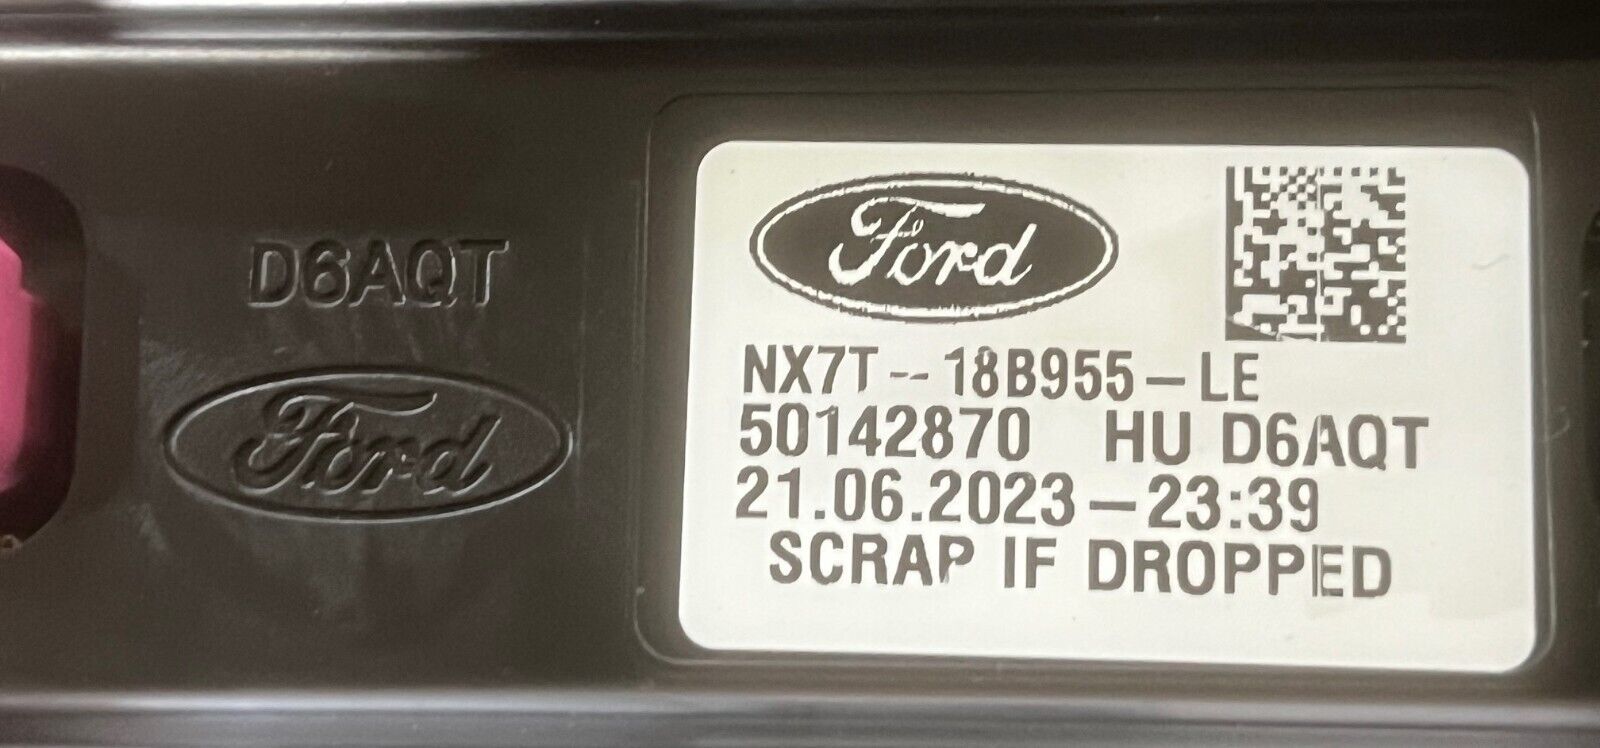 D6AQT
Ford
Ford
NX7T--18B955-LE
50142870 HU D6AQT
21.06.2023-23:39
SCRAP IF DROPPED